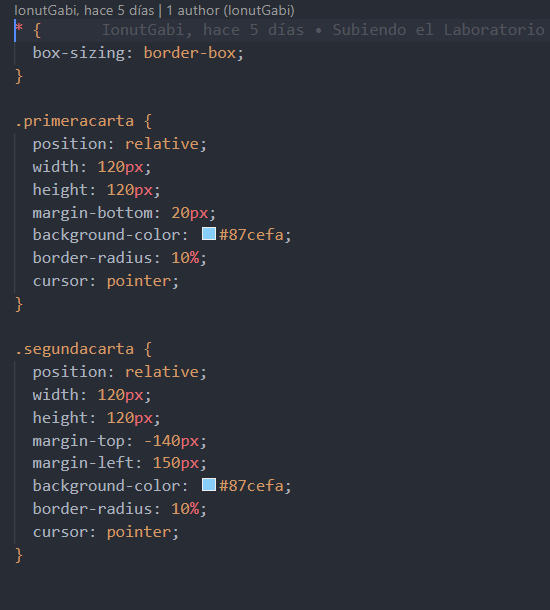 IonutGabi, hace 5 días | 1 author (IonutGabi)
* {       IonutGabi, hace 5 días • Subiendo el Laboratorio
  box-sizing: border-box;
}

.primeracarta {
  position: relative;
  width: 120px;
  height: 120px;
  margin-bottom: 20px;
  background-color: #87cefa;
  border-radius: 10%;
  cursor: pointer;
}

.segundacarta {
  position: relative;
  width: 120px;
  height: 120px;
  margin-top: -140px;
  margin-left: 150px;
  background-color: #87cefa;
  border-radius: 10%;
  cursor: pointer;
}